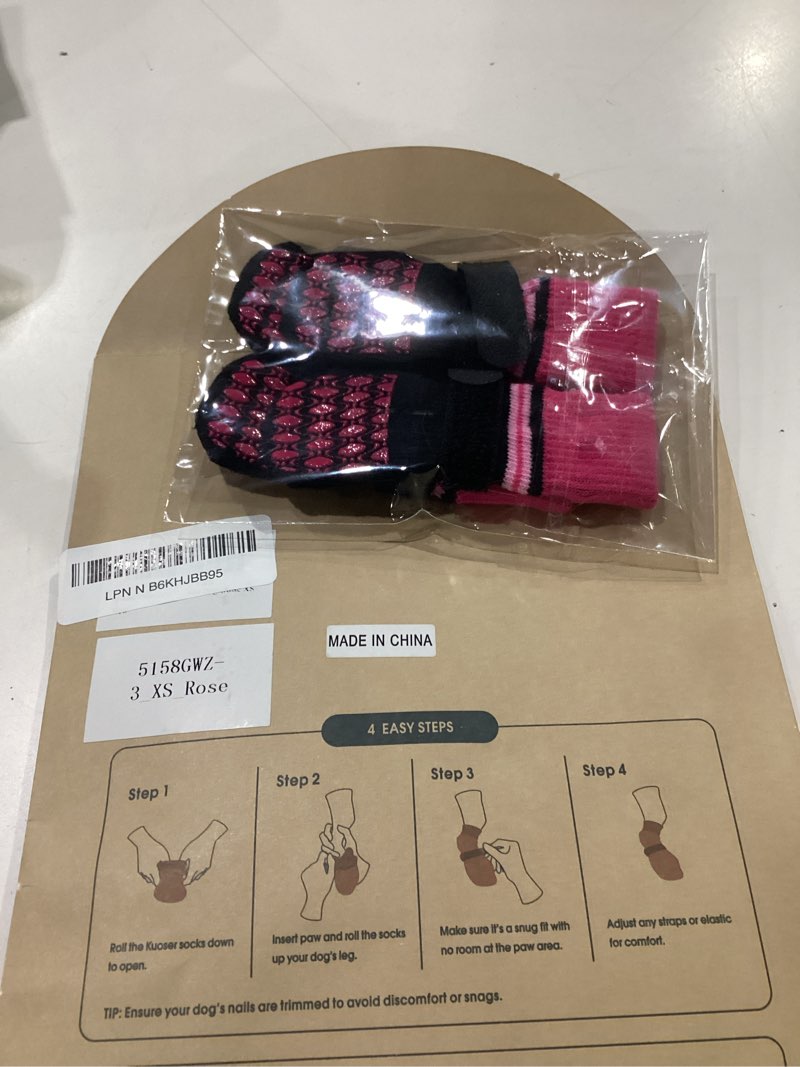 LPN N B6KHJBB95
MADE IN CHINA
5158GWZ-
3 XS Rose
4 EASY STEPS
Step 1
Roll the Kuoser socks down
to open.
Step 2
Insert paw and roll the socks
up your dog's leg.
Step 3
Make sure it's a snug fit with
no room at the paw area.
Step 4
Adjust any straps or elastic
for comfort.
TIP: Ensure your dog's nails are trimmed to avoid discomfort or snags.